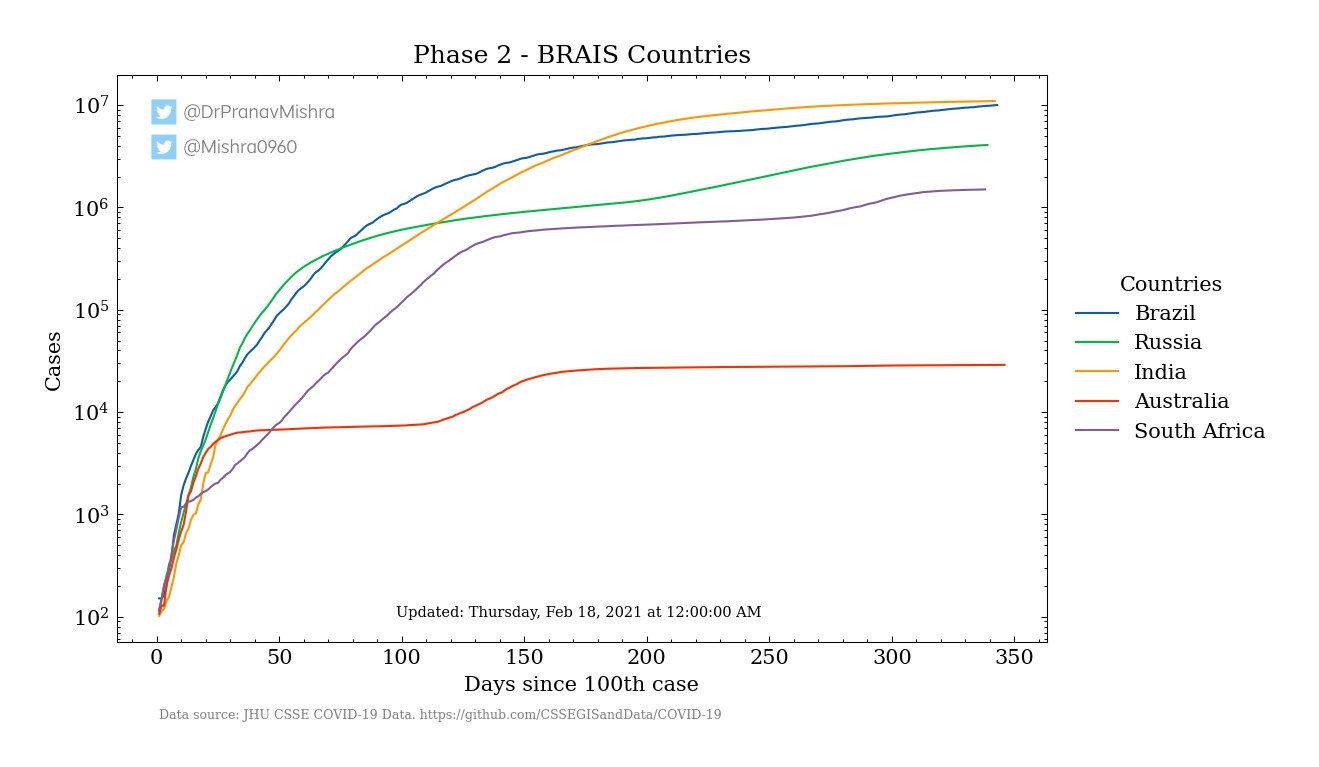 Phase 2 - BRAIS Countries
@DrPranavMishra
@Mishra0960
10⁷
10⁶
10⁵
10⁴
10³
10²
Cases
Updated: Thursday, Feb 18, 2021 at 12:00:00 AM
0 50 100 150 200 250 300 350
Days since 100th case
Data source: JHU CSSE COVID-19 Data. https://github.com/CSSEGISandData/COVID-19
Countries
Brazil
Russia
India
Australia
South Africa